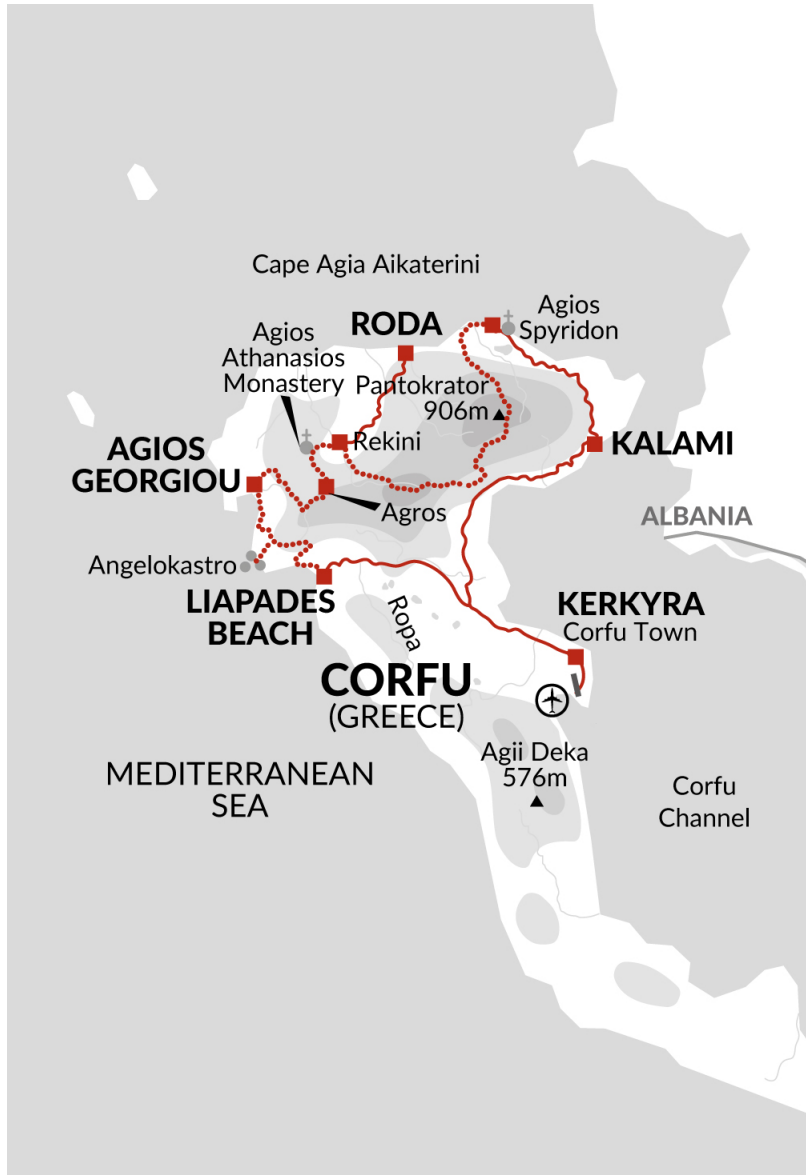 Cape Agia Aikaterini
Agios
Spyridon
RODA
Agios
Athanasios
Monastery
Pantokrator
906m
Rekini
KALAMI
AGIOS
GEORGIOU
Agros
ALBANIA
Angelokastro
LIAPADES
BEACH
Ropa
KERKYRA
Corfu Town
CORFU
(GREECE)
Agii Deka
576m
MEDITERRANEAN
SEA
Corfu
Channel